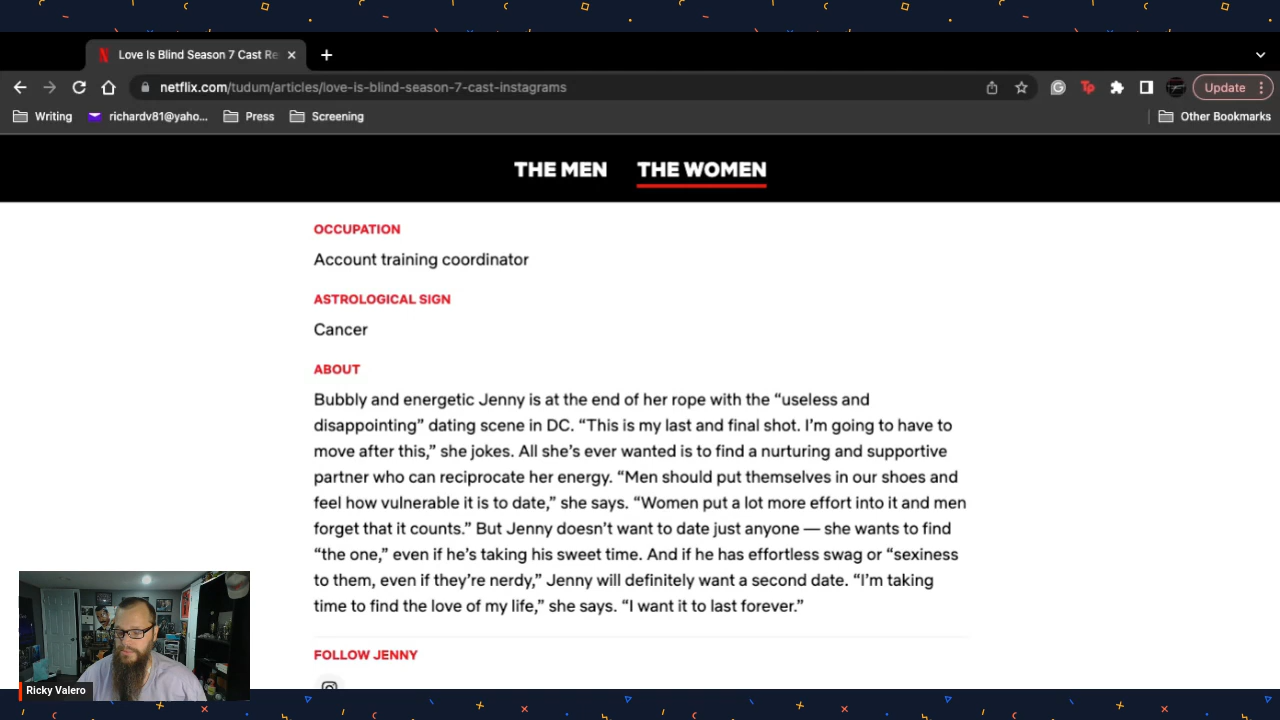 Love Is Blind Season 7 Cast Re
netflix.com/tudum/articles/love-is-blind-season-7-cast-instagrams
Update
Writing
richardv81@yaho...
Press
Screening
Other Bookmarks
THE MEN
THE WOMEN
OCCUPATION
Account training coordinator
ASTROLOGICAL SIGN
Cancer
ABOUT
Bubbly and energetic Jenny is at the end of her rope with the “useless and
disappointing” dating scene in DC. “This is my last and final shot. I’m going to have to
move after this,” she jokes. All she’s ever wanted is to find a nurturing and supportive
partner who can reciprocate her energy. “Men should put themselves in our shoes and
feel how vulnerable it is to date,” she says. “Women put a lot more effort into it and men
forget that it counts.” But Jenny doesn’t want to date just anyone — she wants to find
“the one,” even if he’s taking his sweet time. And if he has effortless swag or “sexiness
to them, even if they’re nerdy,” Jenny will definitely want a second date. “I’m taking
time to find the love of my life,” she says. “I want it to last forever.”
FOLLOW JENNY
Ricky Valero